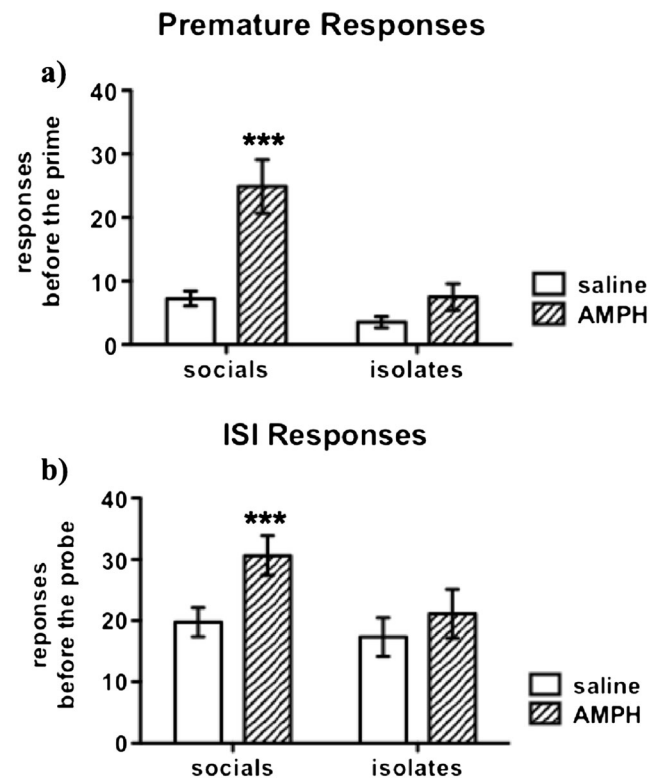 Premature Responses
a)
responses
before the prime
40
30
20
10
0
***
socials
isolates
saline
AMPH
ISI Responses
b)
reponses
before the probe
40
30
20
10
0
***
socials
isolates
saline
AMPH